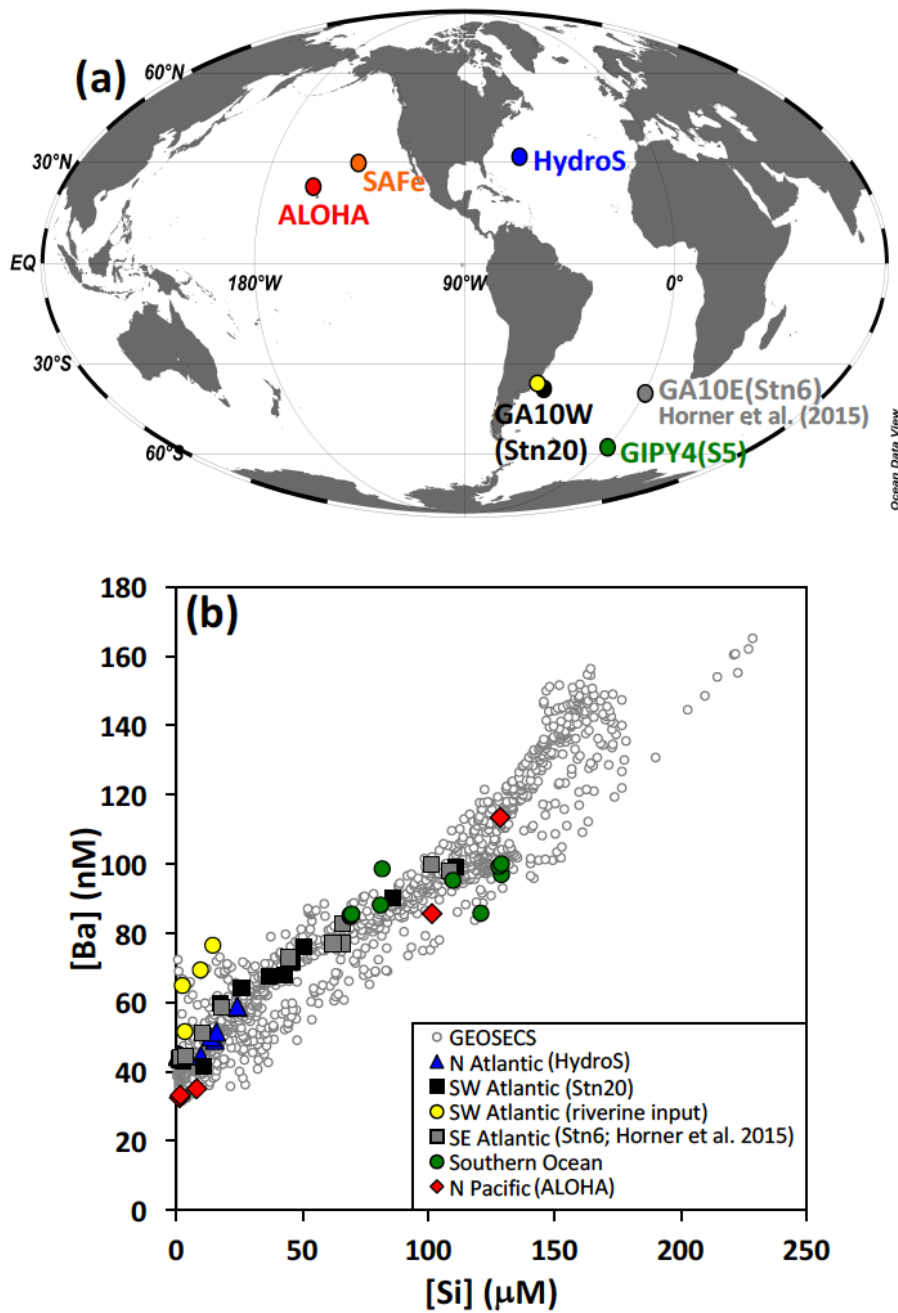 (a)
60°N
30°N
EQ
30°S
60°S
180°W
90°W
0°
HydroS
SAFe
ALOHA
GA10W
(Stn20)
GA10E(Stn6)
Horner et al. (2015)
GIPY4(S5)
Ocean Data View
(b)
180
160
140
120
100
80
60
40
20
0
[Ba] (nM)
GEOSECS
N Atlantic (HydroS)
SW Atlantic (Stn20)
SW Atlantic (riverine input)
SE Atlantic (Stn6; Horner et al. 2015)
Southern Ocean
N Pacific (ALOHA)
0 50 100 150 200 250
[Si] (μM)